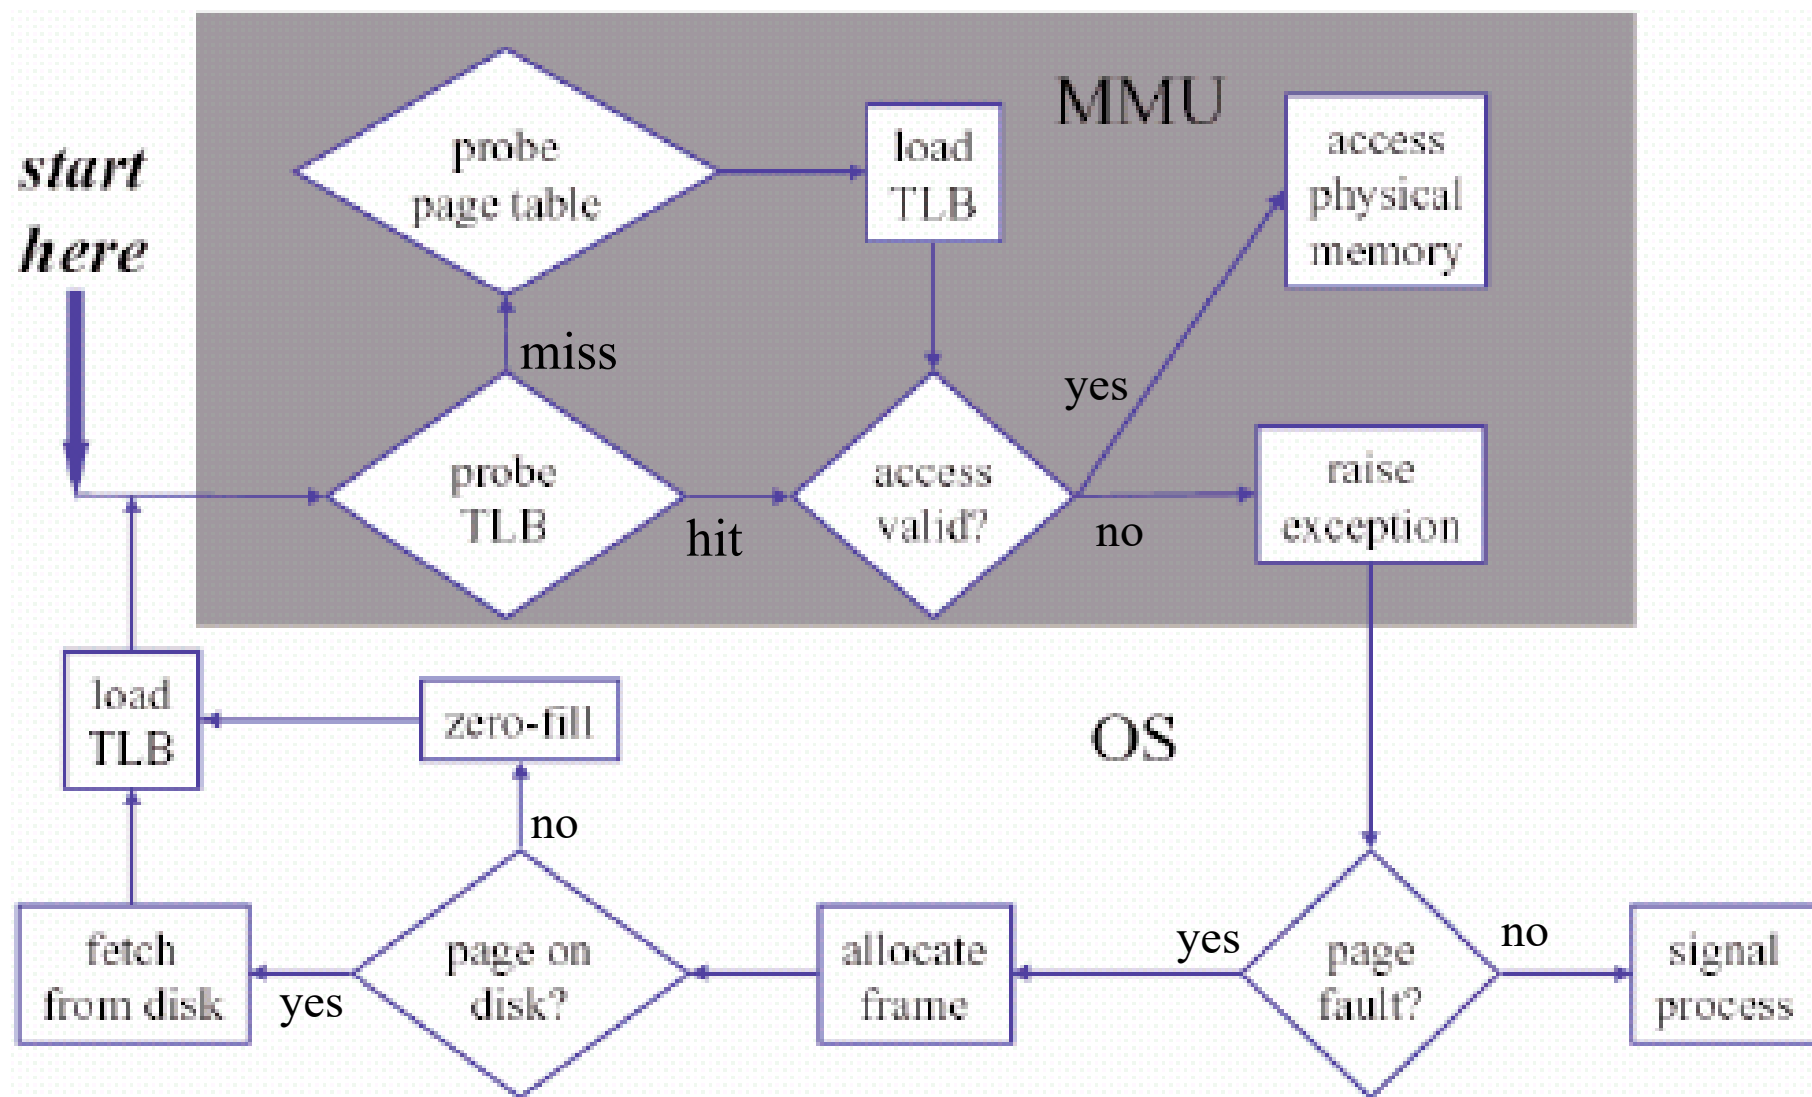 start
here
MMU
probe
page table
load
TLB
access
physical
memory
miss
yes
probe
TLB
hit
access
valid?
no
raise
exception
load
TLB
zero-fill
OS
no
fetch
from disk
yes
page on
disk?
allocate
frame
yes
page
fault?
no
signal
process